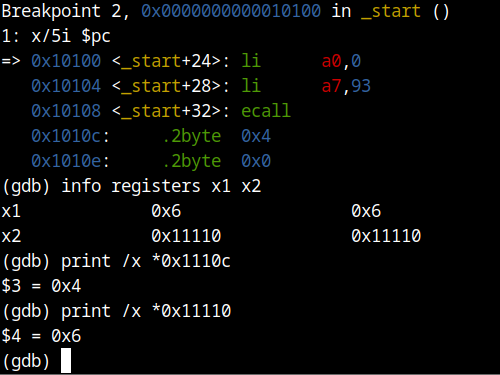 Breakpoint 2, 0x0000000000010100 in _start ()
1: x/5i $pc
=> 0x10100 <_start+24>: li      a0,0
   0x10104 <_start+28>: li      a7,93
   0x10108 <_start+32>: ecall
   0x1010c:     .2byte  0x4
   0x1010e:     .2byte  0x0
(gdb) info registers x1 x2
x1             0x6                 0x6
x2             0x11110             0x11110
(gdb) print /x *0x1110c
$3 = 0x4
(gdb) print /x *0x11110
$4 = 0x6
(gdb)